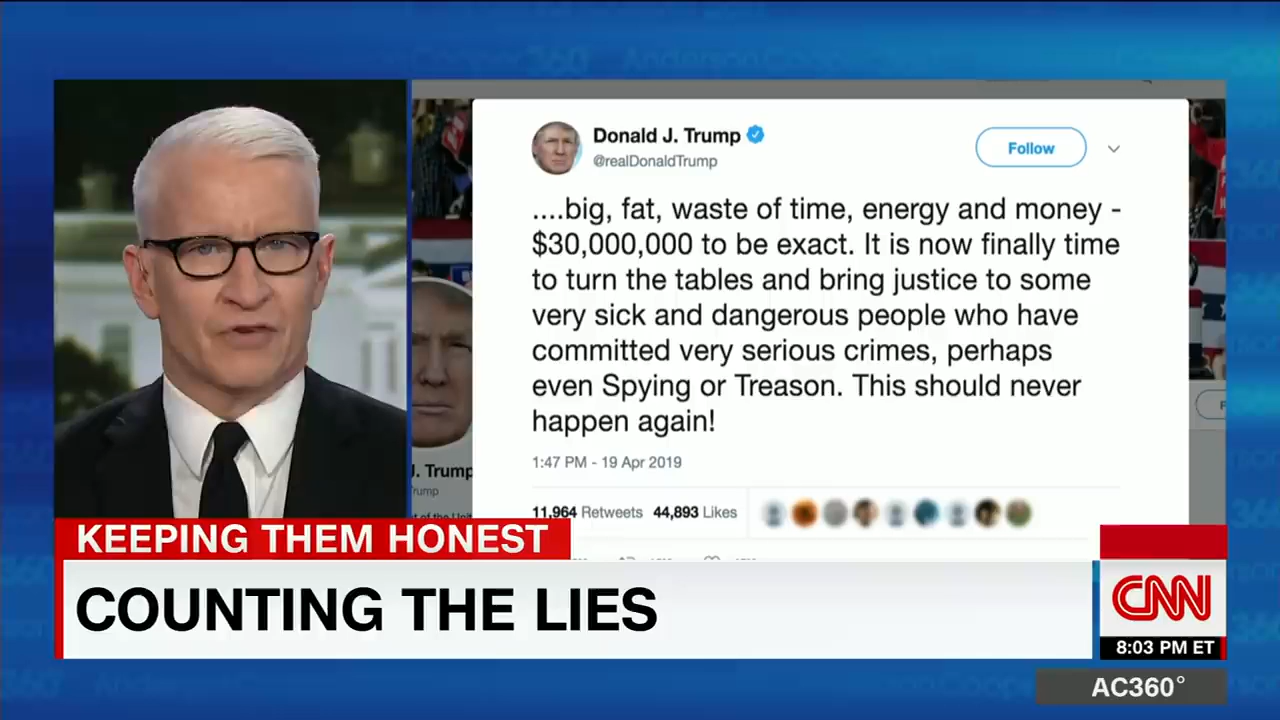 Donald J. Trump
@realDonaldTrump
Follow
....big, fat, waste of time, energy and money -
$30,000,000 to be exact. It is now finally time
to turn the tables and bring justice to some
very sick and dangerous people who have
committed very serious crimes, perhaps
even Spying or Treason. This should never
happen again!
1:47 PM - 19 Apr 2019
11,964 Retweets 44,893 Likes
J. Trump
KEEPING THEM HONEST
COUNTING THE LIES
CNN
8:03 PM ET
AC360°